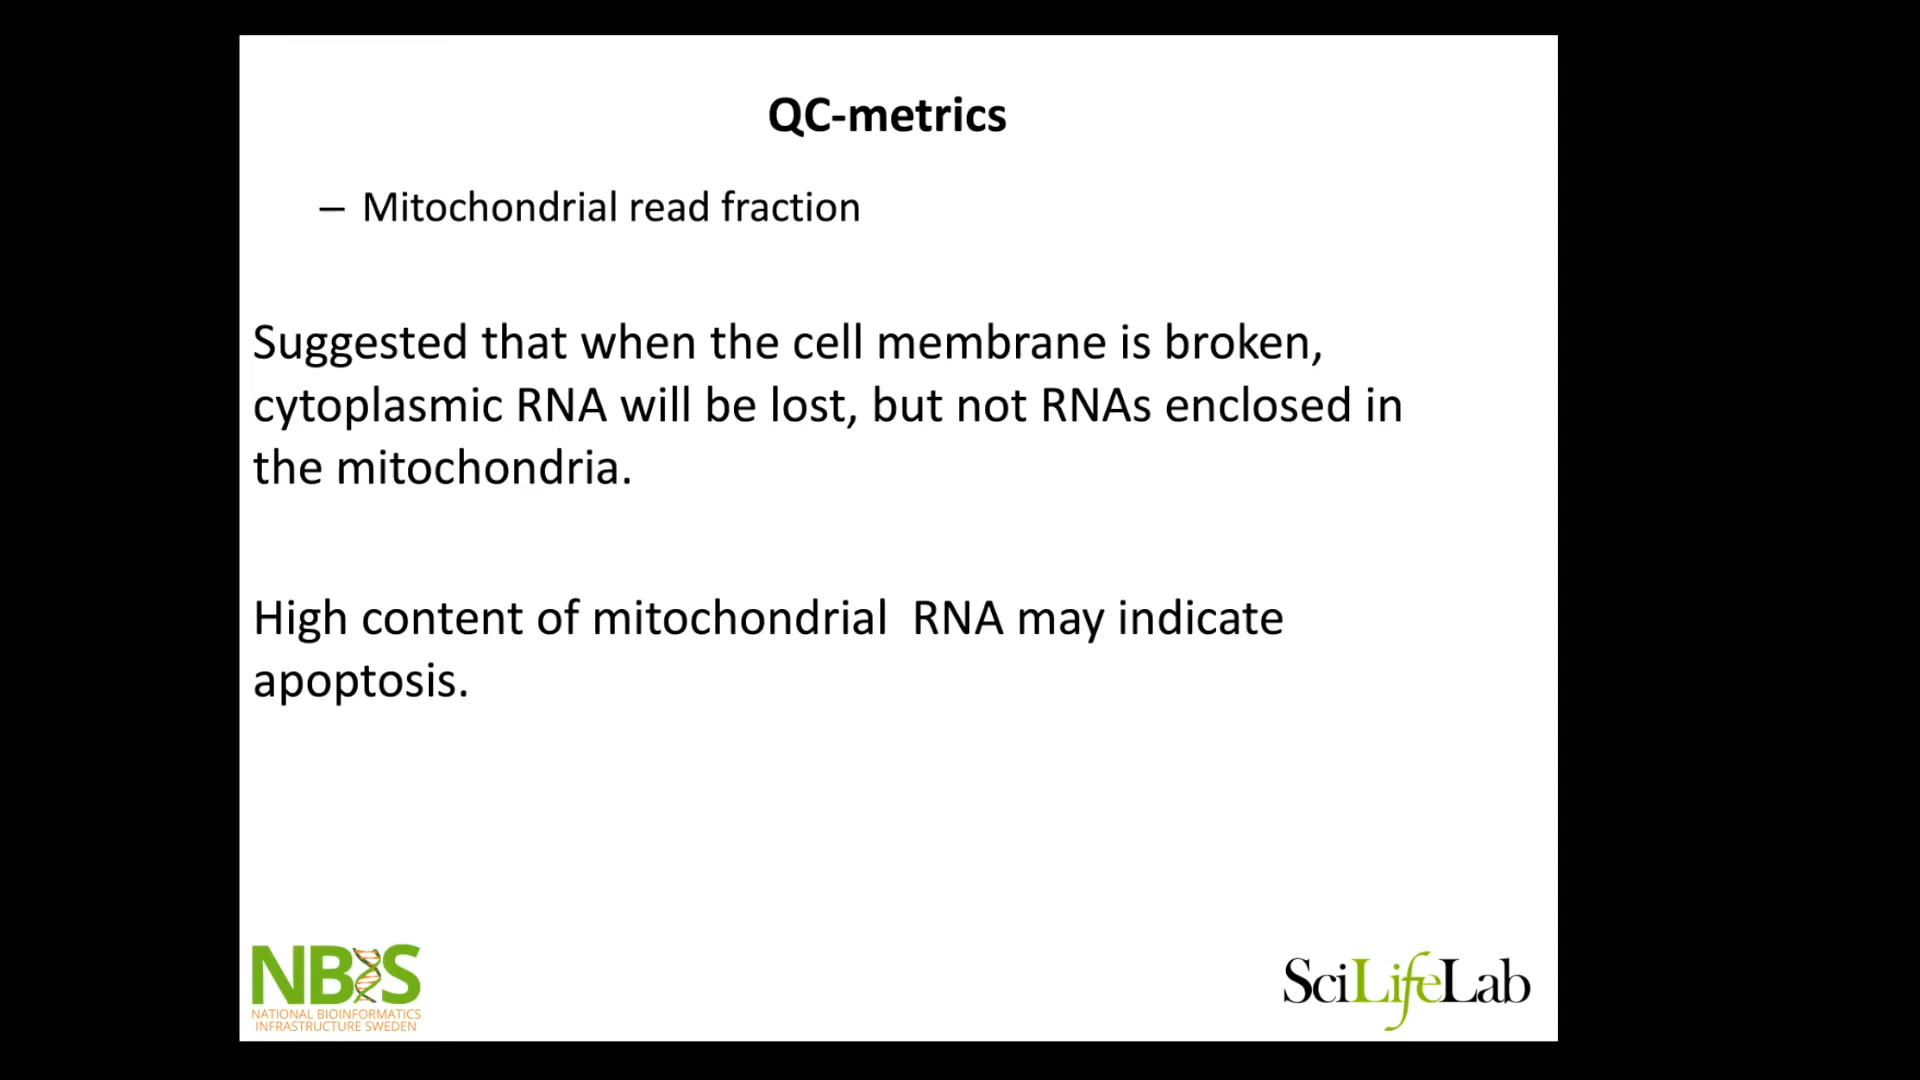 QC-metrics
– Mitochondrial read fraction
Suggested that when the cell membrane is broken,
cytoplasmic RNA will be lost, but not RNAs enclosed in
the mitochondria.
High content of mitochondrial  RNA may indicate
apoptosis.
NBIS
NATIONAL BIOINFORMATICS
INFRASTRUCTURE SWEDEN
SciLifeLab